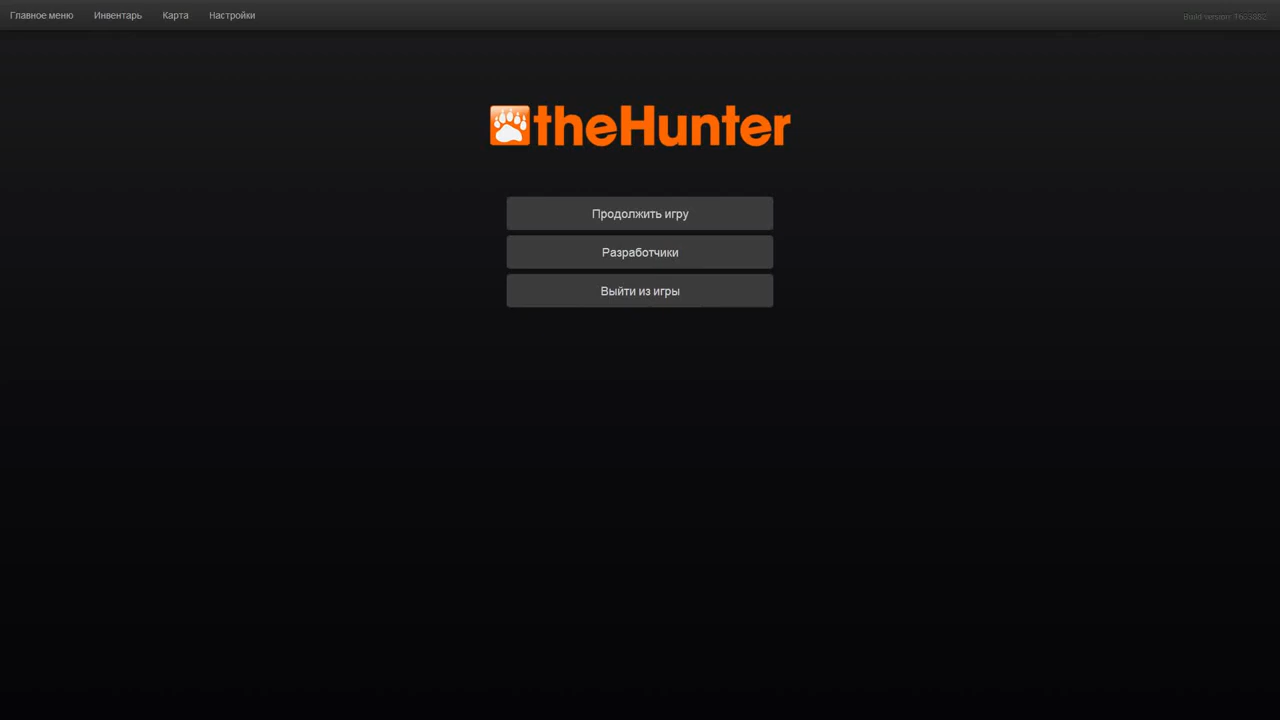 Главное меню Инвентарь Карта Настройки
theHunter
Продолжить игру
Разработчики
Выйти из игры